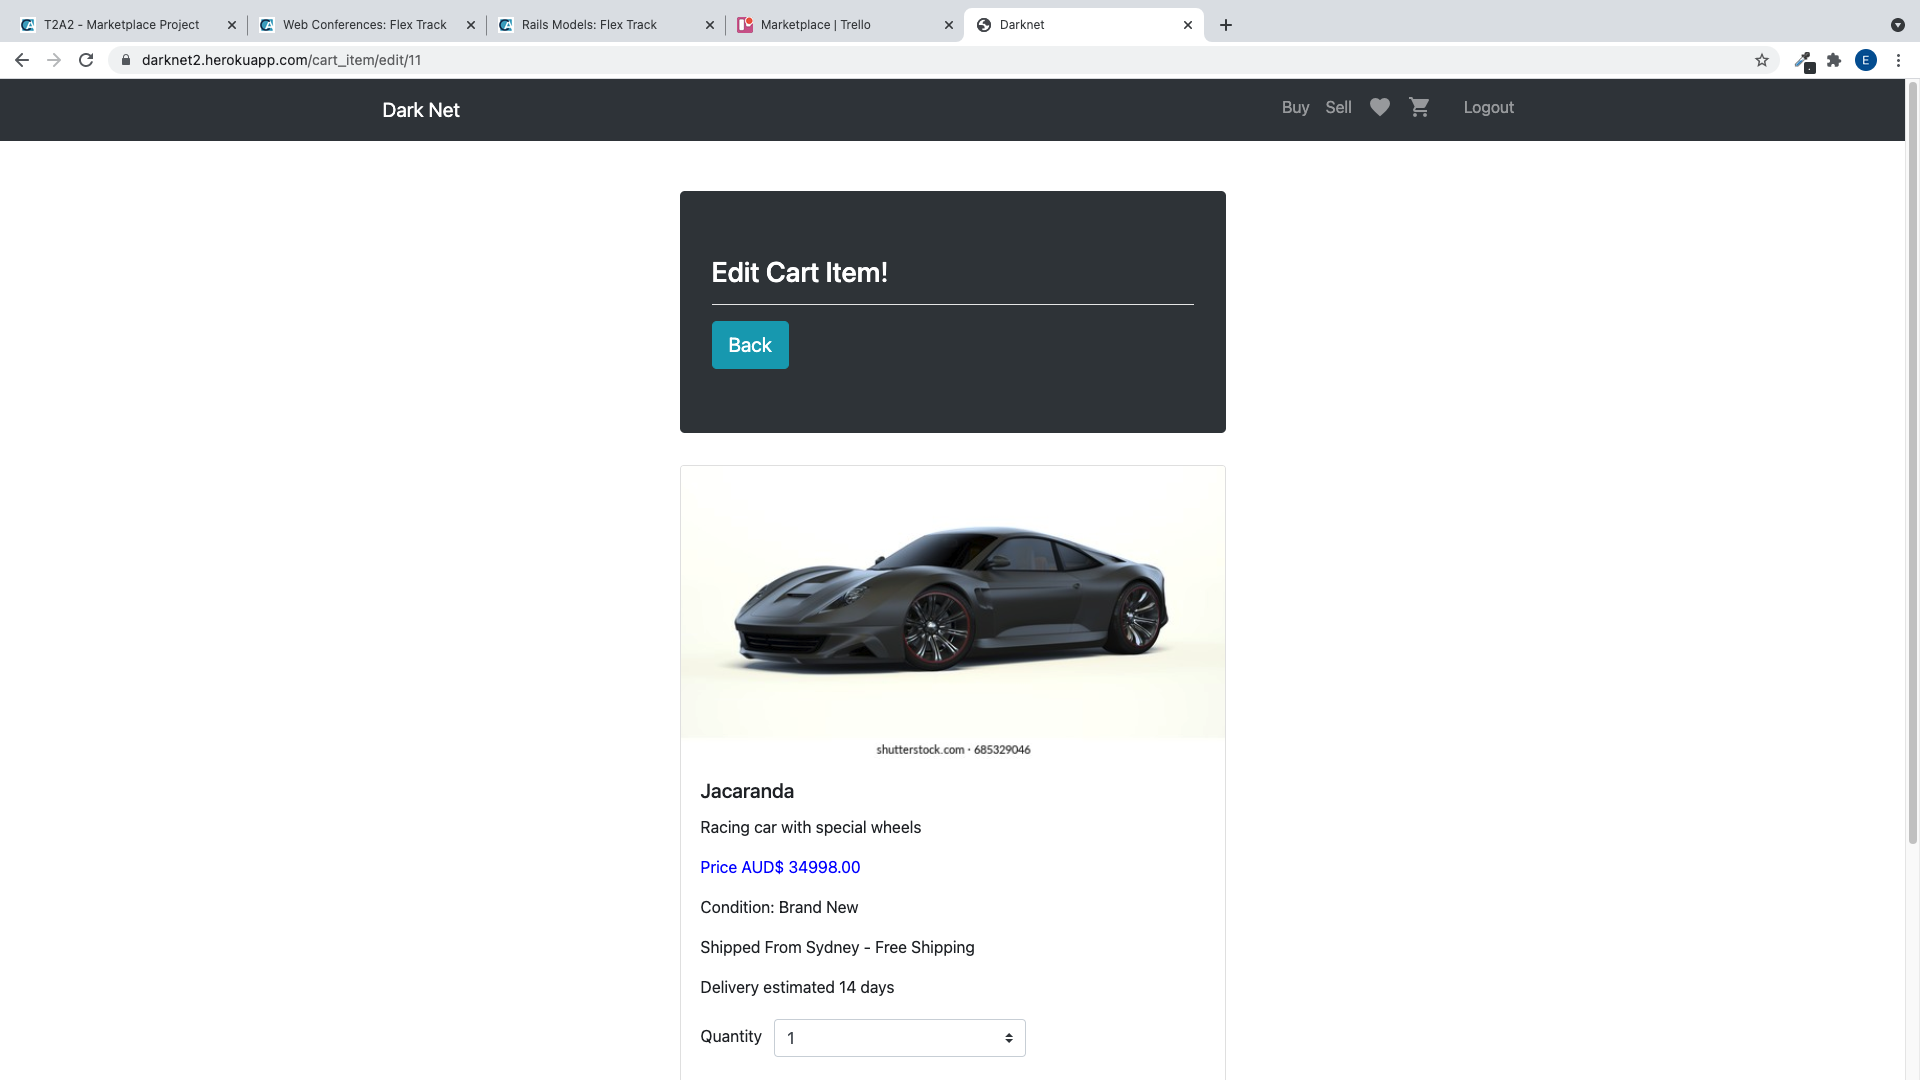 T2A2 - Marketplace Project
Web Conferences: Flex Track
Rails Models: Flex Track
Marketplace | Trello
Darknet
darknet2.herokuapp.com/cart_item/edit/11
E
Dark Net
Buy
Sell
Logout
Edit Cart Item!
Back
shutterstock.com · 685329046
Jacaranda
Racing car with special wheels
Price AUD$ 34998.00
Condition: Brand New
Shipped From Sydney - Free Shipping
Delivery estimated 14 days
Quantity 1